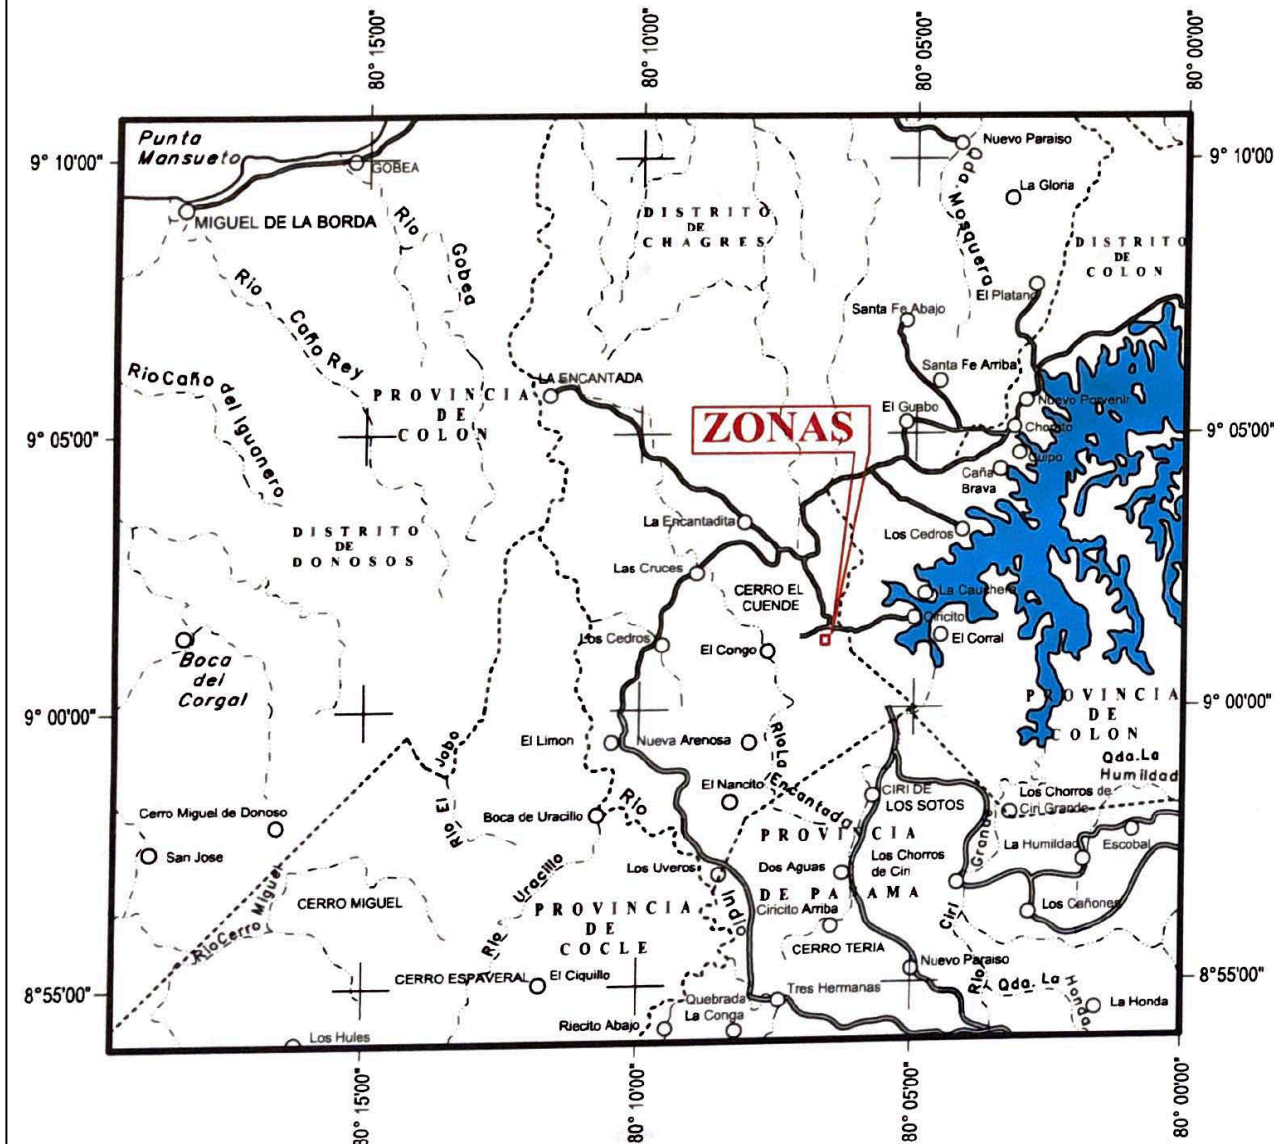 80° 15'00"
80° 10'00"
80° 05'00"
80° 00'00"
Punta
Mansueto
9° 10'00"
GOBEA
MIGUEL DE LA BORDA
Rio
Gobea
DISTRITO
DE
CHAGRES
Nuevo Paraiso
Qda.
Mosquera
La Gloria
9° 10'00"
DISTRITO
DE
COLON
El Platano
Rio
Caño Rey
Santa Fe Abajo
Rio Caño del Iguanero
LA ENCANTADA
Santa Fe Arriba
PROVINCIA
DE
COLON
ZONAS
El Guabo
Nuevo Porvenir
Chorrito
9° 05'00"
9° 05'00"
Quipo
Caña
Brava
DISTRITO
DE
DONOSOS
La Encantadita
Los Cedros
Las Cruces
CERRO EL
CUENDE
La Cauchera
Ciricito
El Corral
Los Cedros
El Congo
Boca
del
Corgal
PROVINCIA
DE
COLON
9° 00'00"
9° 00'00"
El Limon
Nueva Arenosa
Rio La
Encantada
Rio El Jobo
El Nancito
Qda. La
Humildad
CIRI DE
LOS SOTOS
Los Chorros de
Ciri Grande
Cerro Miguel de Donoso
Boca de Uracillo
Rio
Indio
San Jose
PROVINCIA
DE PANAMA
La Humildad
Escobal
Los Uveros
Dos Aguas
Los Chorros
de Ciri
Rio
Ciri
Grande
Rio Uracillo
Rio Cerro Miguel
CERRO MIGUEL
PROVINCIA
DE
COCLE
Ciricito Arriba
Los Cañones
CERRO TERIA
CERRO ESPAVERAL
El Ciquillo
Nuevo Paraiso
8° 55'00"
8° 55'00"
Quebrada
La Conga
Tres Hermanas
Qda. La
Honda
La Honda
Riecito Abajo
Los Hules
80° 15'00"
80° 10'00"
80° 05'00"
80° 00'00"